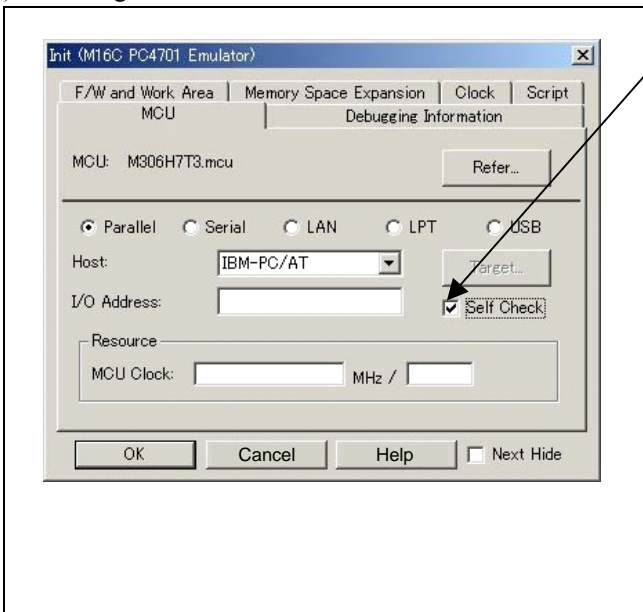 Init (M16C PC4701 Emulator)
F/W and Work Area Memory Space Expansion Clock Script
MCU Debugging Information
MCU: M306H7T3.mcu Refer...
Parallel Serial LAN LPT USB
Host: IBM-PC/AT Target...
I/O Address: Self Check
Resource
MCU Clock: MHz /
OK Cancel Help Next Hide